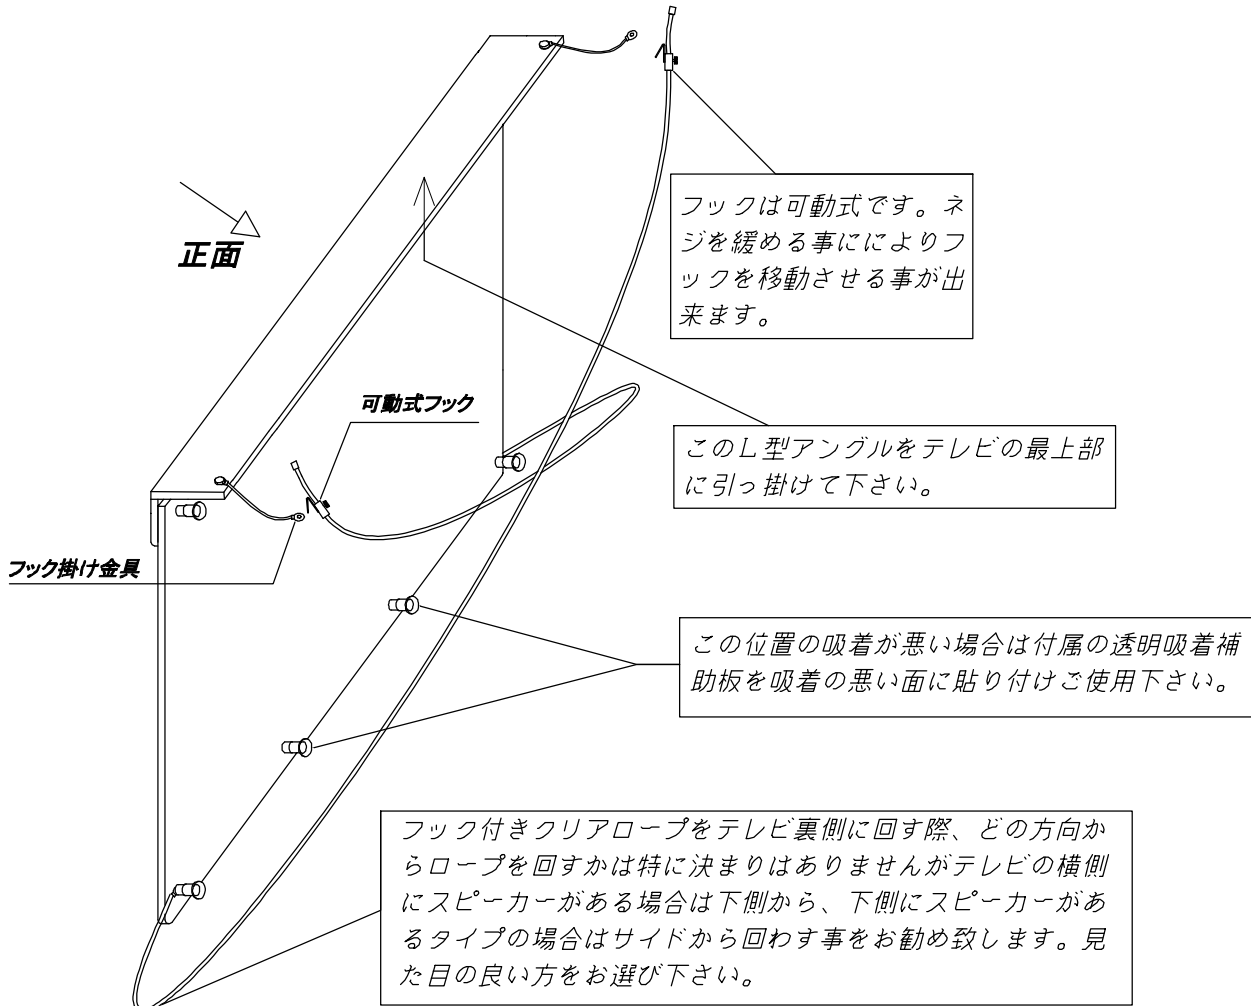 正面
フックは可動式です。ネ
ジを緩める事にによりフ
ックを移動させる事が出
来ます。
可動式フック
このL型アングルをテレビの最上部
に引っ掛けて下さい。
フック掛け金具
この位置の吸着が悪い場合は付属の透明吸着補
助板を吸着の悪い面に貼り付けご使用下さい。
フック付きクリアロープをテレビ裏側に回す際、どの方向か
らロープを回すかは特に決まりはありませんがテレビの横側
にスピーカーがある場合は下側から、下側にスピーカーがあ
るタイプの場合はサイドから回わす事をお勧め致します。見
た目の良い方をお選び下さい。